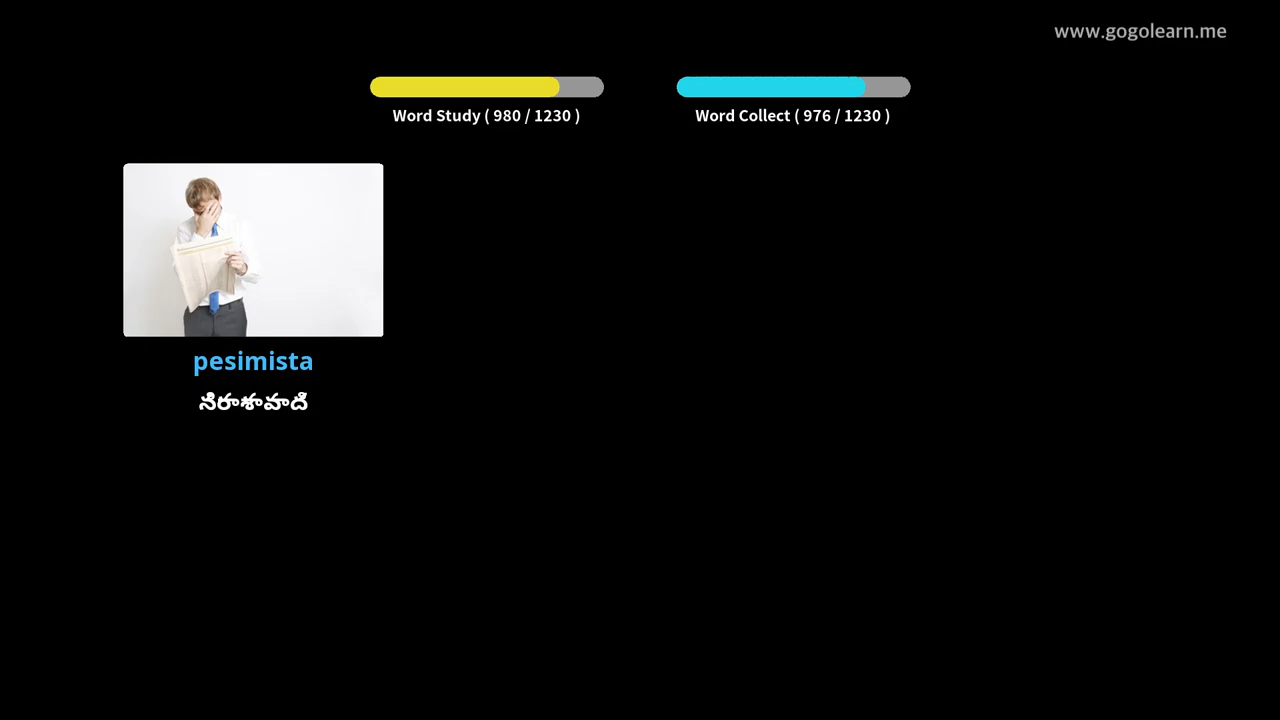 www.gogolearn.me
Word Study ( 980 / 1230 )
Word Collect ( 976 / 1230 )
pesimista
నిరాశావాది